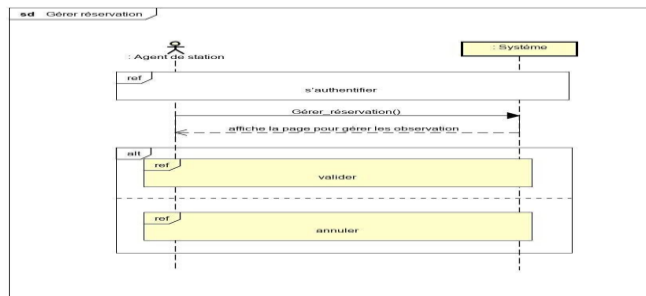 sd Gérer réservation
: Agent de station
: Système
ref
s'authentifier
Gérer_réservation()
affiche la page pour gérer les observation
alt
ref
valider
ref
annuler